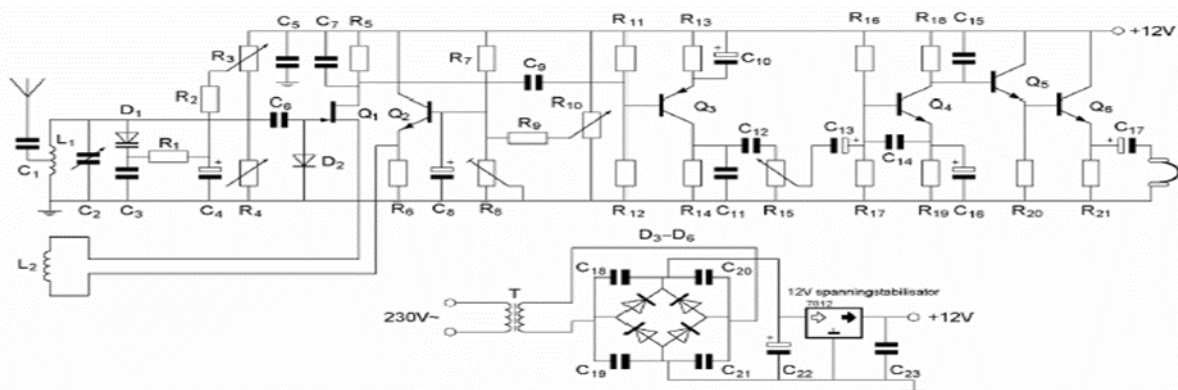 C5 C7 R5 R11 R13 R16 R18 C15
+12V
R3 R7 C9 C10 Q5
R2 R10 Q6
D1 C6 Q1 Q2 Q3 Q4
L1 R1 R9 C12 C13 C17
D2 C14
C1
C2 C3 C4 R4 R6 C8 R8 R12 R14 C11 R15 R17 R19 C16 R20 R21
D3–D6
L2
C18 C20
T 12V spanningstabilisator
7812
230V~ +12V
C19 C21 C22 C23